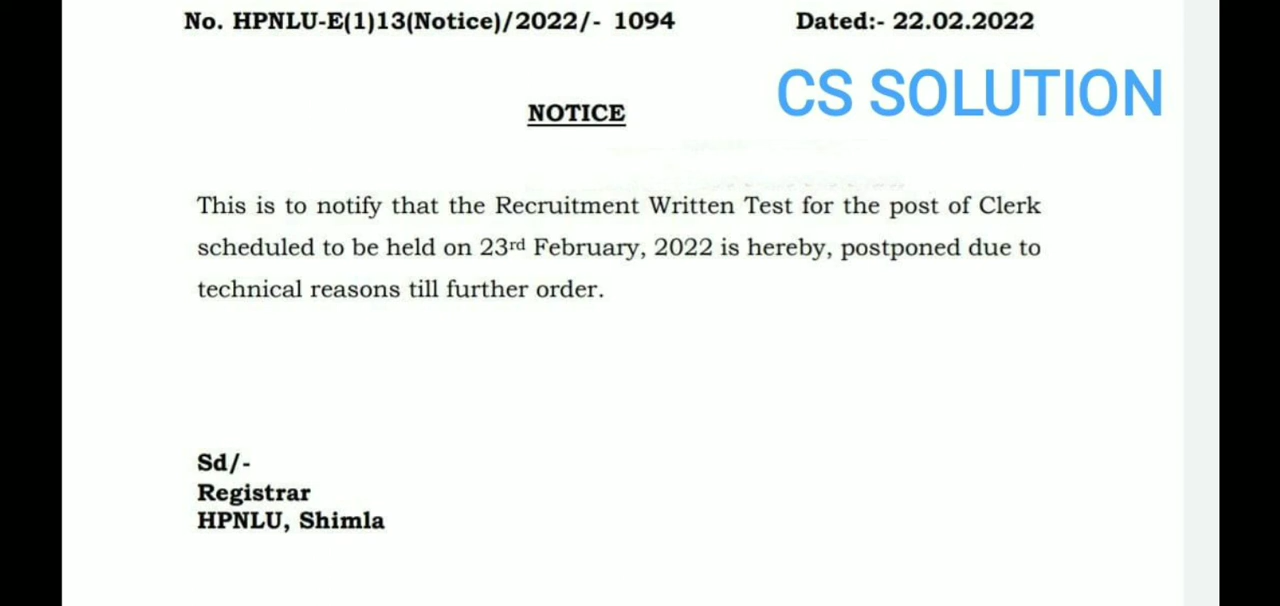 No. HPNLU-E(1)13(Notice)/2022/- 1094 Dated:- 22.02.2022
CS SOLUTION
NOTICE
This is to notify that the Recruitment Written Test for the post of Clerk
scheduled to be held on 23rd February, 2022 is hereby, postponed due to
technical reasons till further order.
Sd/-
Registrar
HPNLU, Shimla